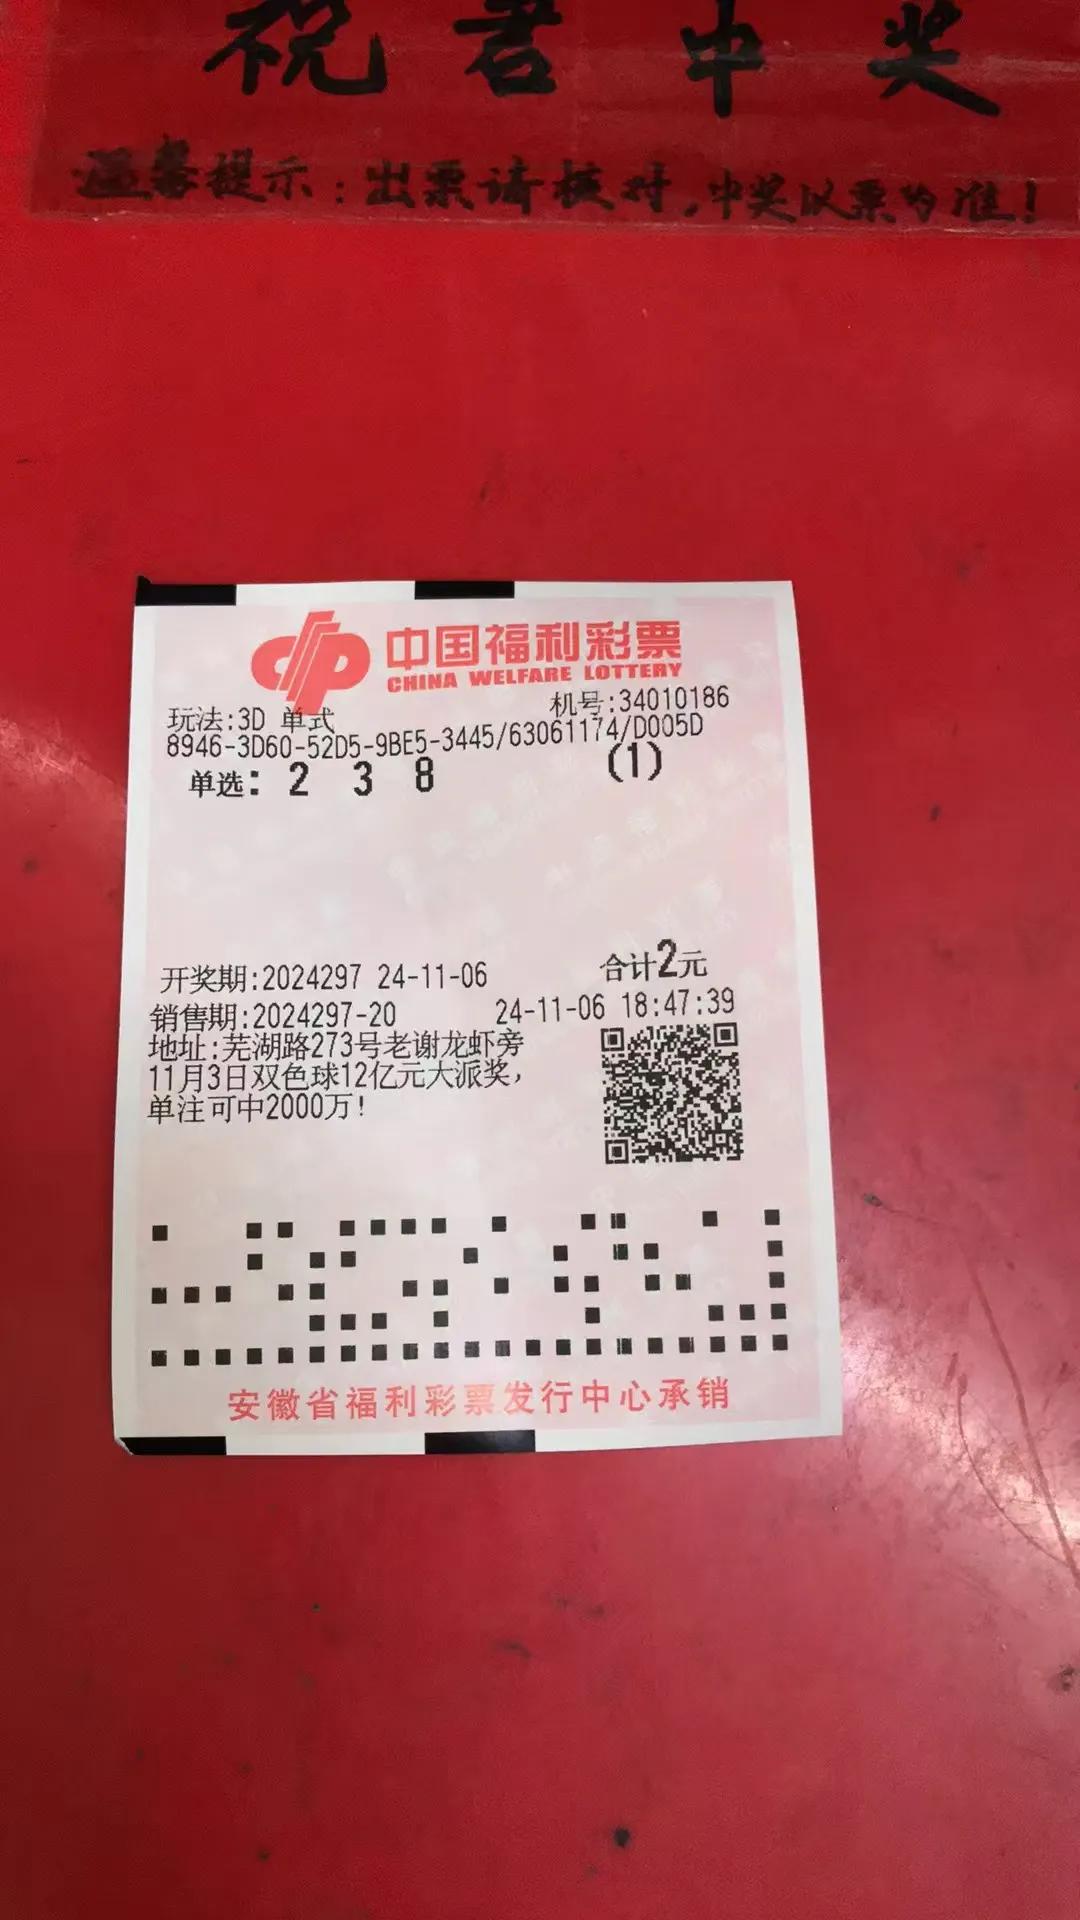 祝君中奖
温馨提示:出票请核对,中奖以票为准!
中国福利彩票
CHINA WELFARE LOTTERY
机号:34010186
玩法:3D 单式
8946-3D60-52D5-9BE5-3445/63061174/D005D
单选: 2 3 8 (1)
开奖期:2024297 24-11-06 合计2元
销售期:2024297-20 24-11-06 18:47:39
地址:芜湖路273号老谢龙虾旁
11月3日双色球12亿元大派奖,
单注可中2000万!
安徽省福利彩票发行中心承销